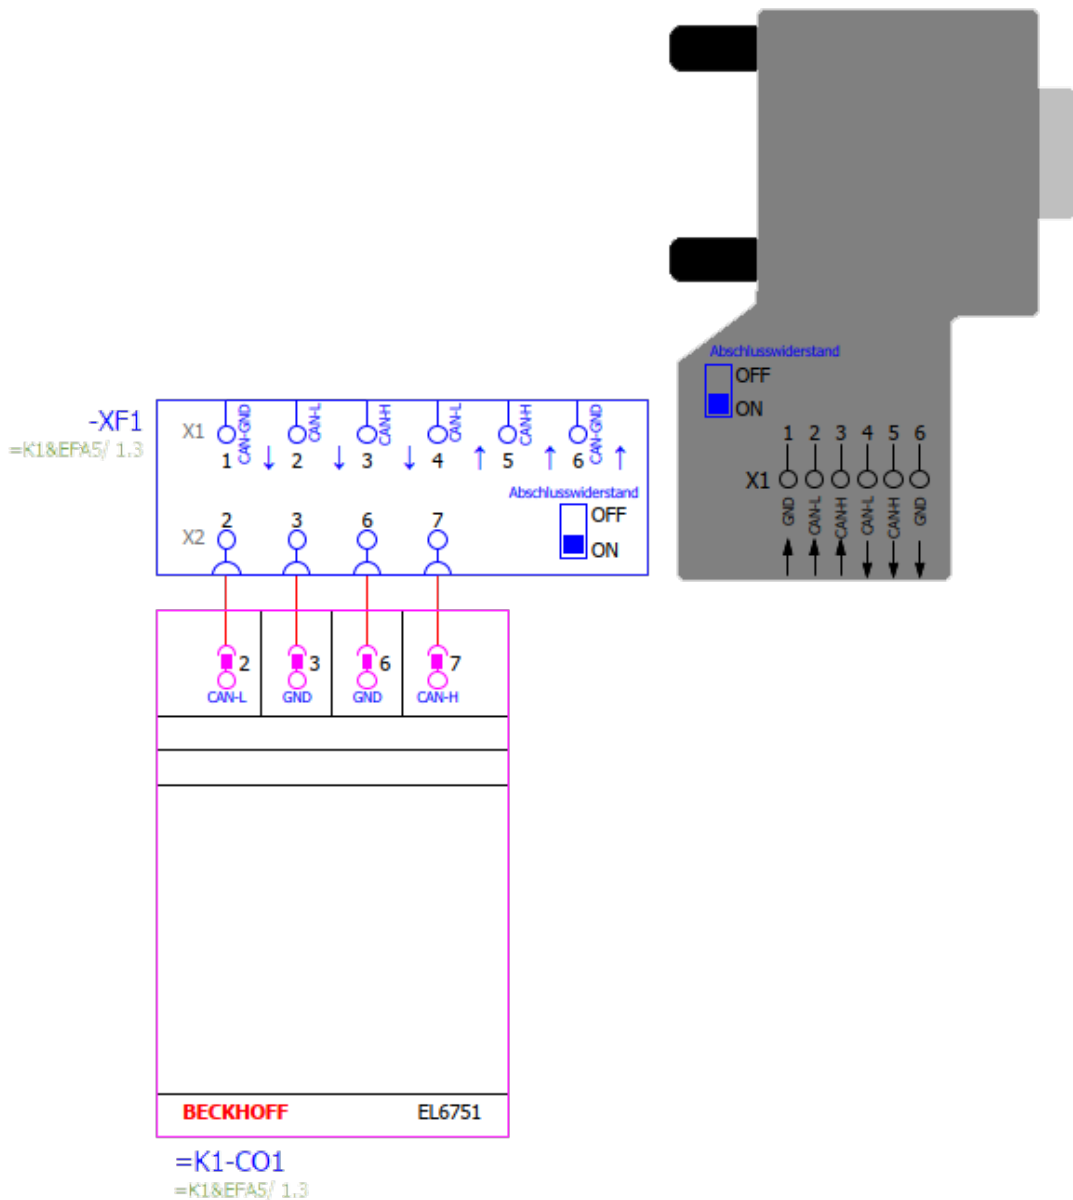 Abschlusswiderstand
OFF
ON
1 2 3 4 5 6
X1
GND CAN-L CAN-H CAN-L CAN-H GND
-XF1
=K1&EFA5/ 1.3
X1
CAN-GND CAN-L CAN-H CAN-L CAN-H CAN-GND
1 ↓ 2 ↓ 3 ↓ 4 ↑ 5 ↑ 6 ↑
Abschlusswiderstand
OFF
ON
X2
2 3 6 7
2 3 6 7
CAN-L GND GND CAN-H
BECKHOFF EL6751
=K1-CO1
=K1&EFA5/ 1.3